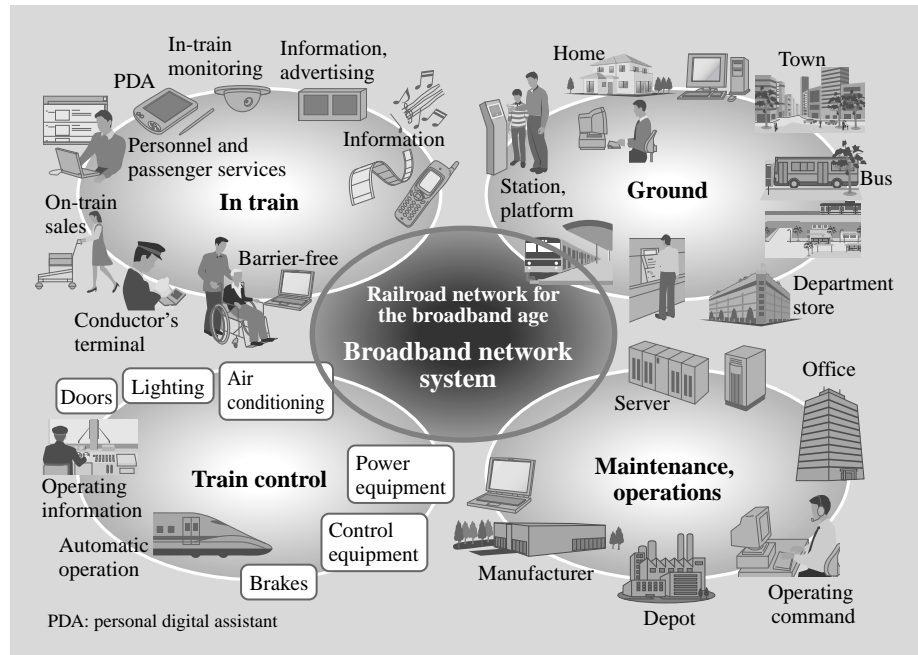 In-train
monitoring
Information,
advertising
PDA
Personnel and
passenger services
Information
On-train
sales
In train
Barrier-free
Conductor's
terminal
Home
Town
Station,
platform
Ground
Bus
Department
store
Railroad network for
the broadband age
Broadband network
system
Doors
Lighting
Air
conditioning
Operating
information
Train control
Power
equipment
Automatic
operation
Control
equipment
Brakes
Server
Office
Maintenance,
operations
Manufacturer
Depot
Operating
command
PDA: personal digital assistant